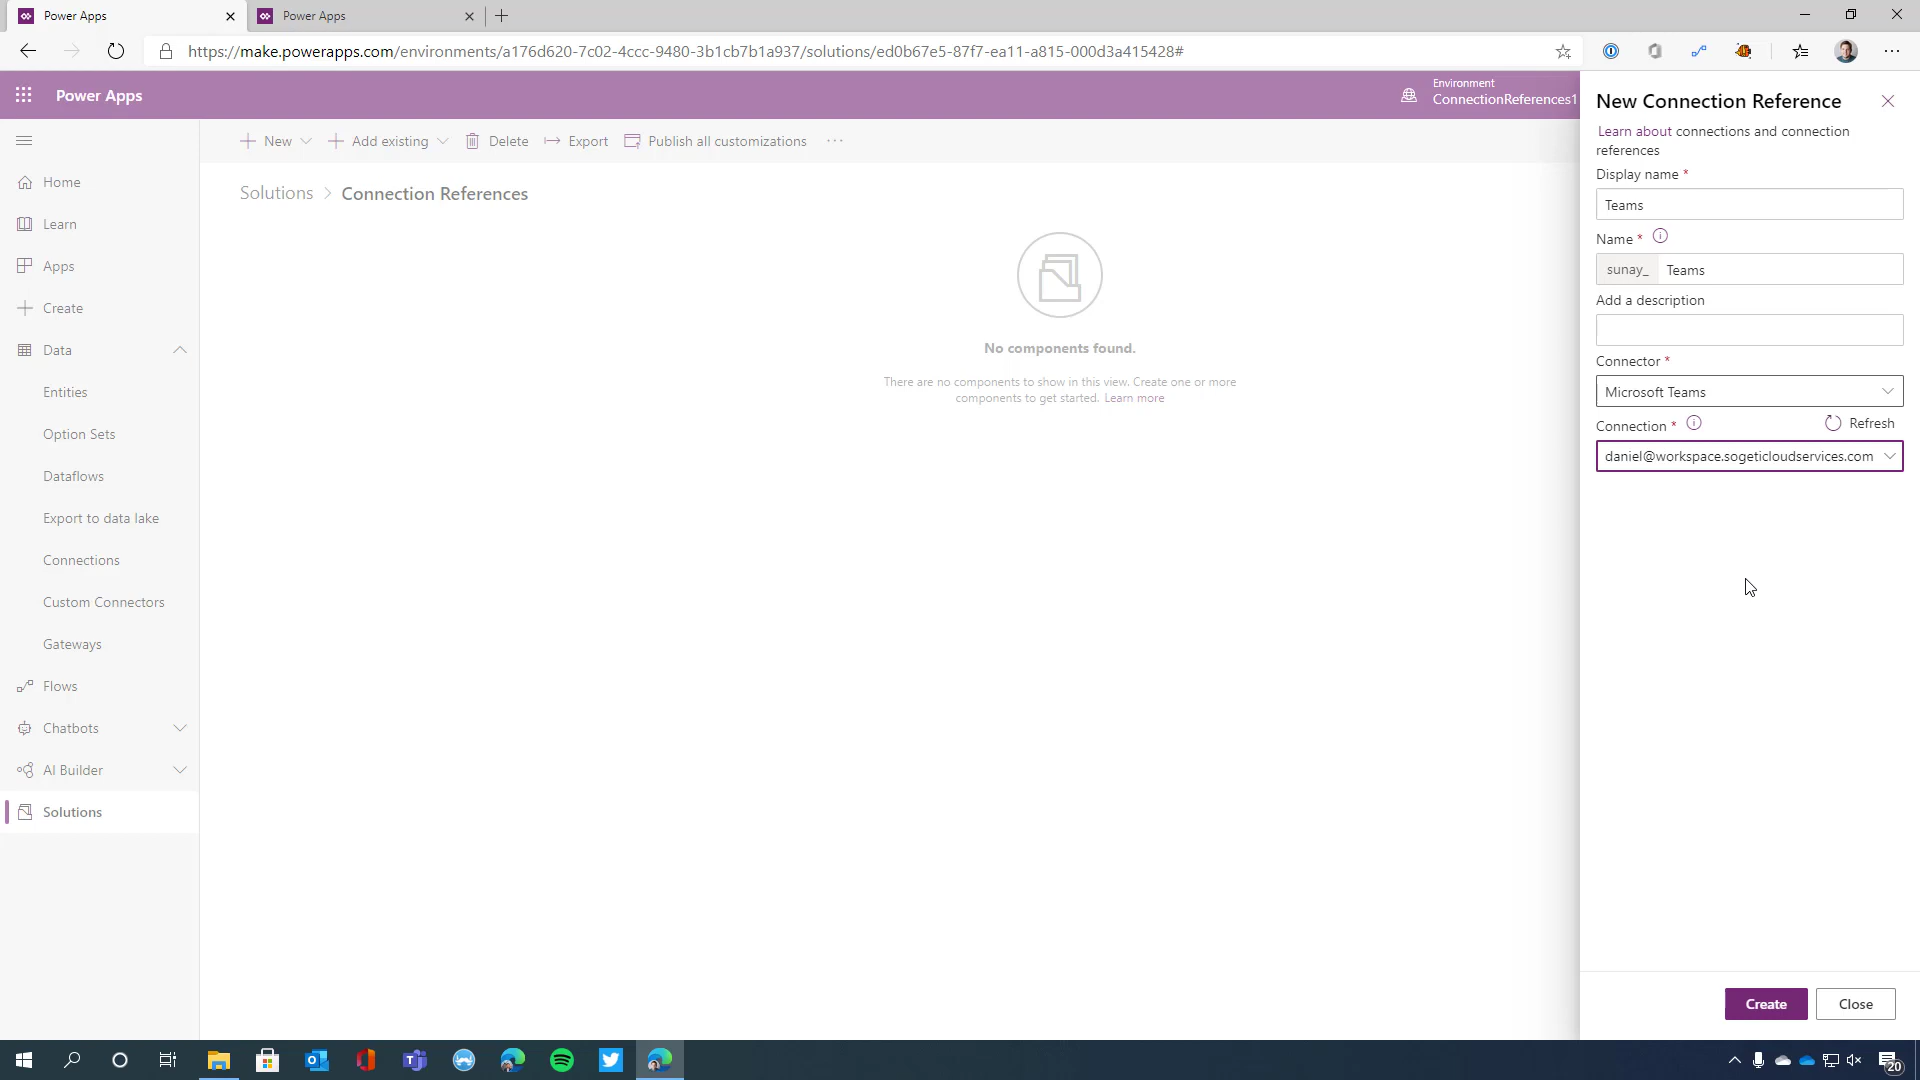 Power Apps
Power Apps
https://make.powerapps.com/environments/a176d620-7c02-4ccc-9480-3b1cb7b1a937/solutions/ed0b67e5-87f7-ea11-a815-000d3a415428#
Power Apps
Environment
ConnectionReferences1
New
Add existing
Delete
Export
Publish all customizations
Solutions > Connection References
Home
Learn
Apps
Create
Data
Entities
Option Sets
Dataflows
Export to data lake
Connections
Custom Connectors
Gateways
Flows
Chatbots
AI Builder
Solutions
No components found.
There are no components to show in this view. Create one or more
components to get started. Learn more
New Connection Reference
Learn about connections and connection
references
Display name *
Teams
Name *
sunay_ Teams
Add a description
Connector *
Microsoft Teams
Connection *
Refresh
daniel@workspace.sogeticloudservices.com
Create
Close
20